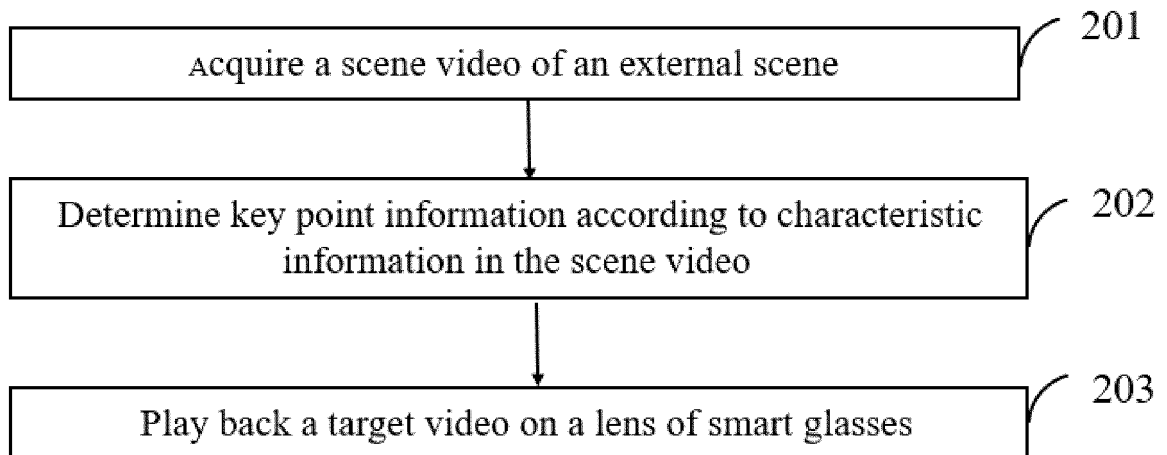 201
Acquire a scene video of an external scene
202
Determine key point information according to characteristic
information in the scene video
203
Play back a target video on a lens of smart glasses